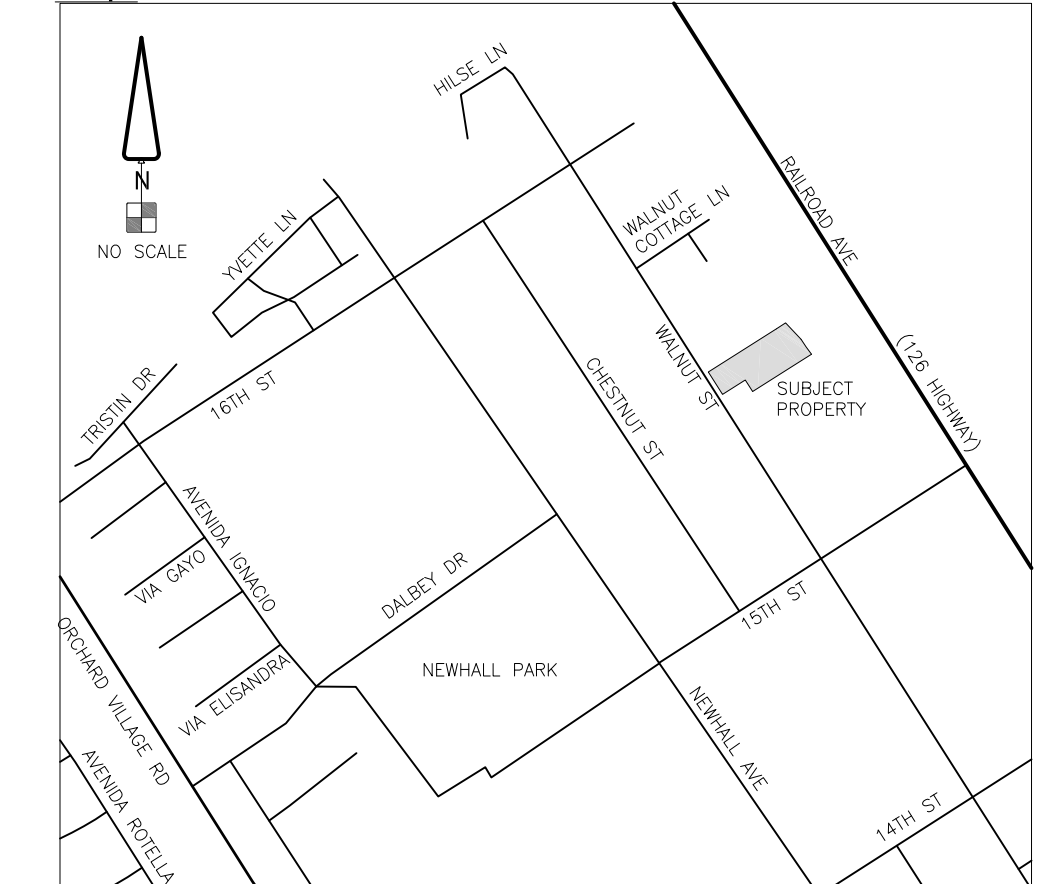 HILSE LN
N
NO SCALE
YVETTE LN
WALNUT
COTTAGE LN
RAILROAD AVE
(126 HIGHWAY)
TRISTIN DR
16TH ST
CHESTNUT ST
WALNUT ST
SUBJECT
PROPERTY
AVENIDA IGNACIO
VIA GAYO
DALBEY DR
15TH ST
ORCHARD VILLAGE RD
VIA ELISANDRA
NEWHALL PARK
NEWHALL AVE
AVENIDA ROTELLA
14TH ST